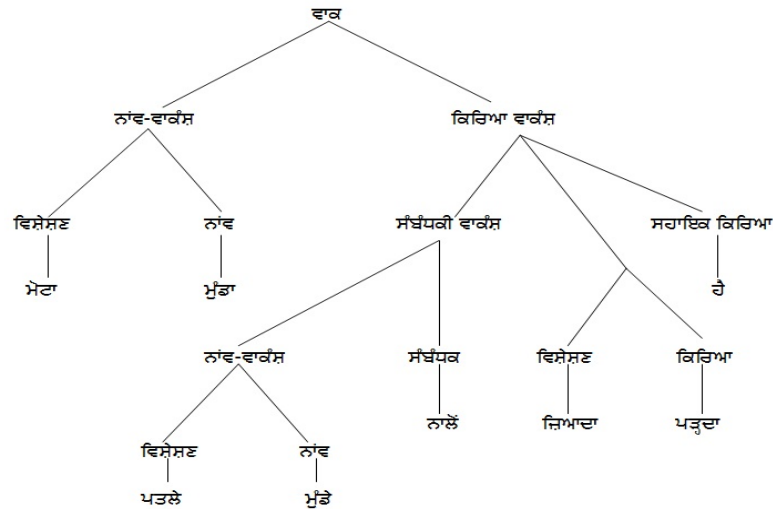 ਵਾਕ
ਨਾਂਵ-ਵਾਕੰਸ਼ ਕਿਰਿਆ ਵਾਕੰਸ਼
ਵਿਸ਼ੇਸ਼ਣ ਨਾਂਵ ਸੰਬੰਧਕੀ ਵਾਕੰਸ਼ ਸਹਾਇਕ ਕਿਰਿਆ
ਮੋਟਾ ਮੁੰਡਾ ਹੈ
ਨਾਂਵ-ਵਾਕੰਸ਼ ਸੰਬੰਧਕ ਵਿਸ਼ੇਸ਼ਣ ਕਿਰਿਆ
ਨਾਲੋਂ ਜ਼ਿਆਦਾ ਪੜ੍ਹਦਾ
ਵਿਸ਼ੇਸ਼ਣ ਨਾਂਵ
ਪਤਲੇ ਮੁੰਡੇ